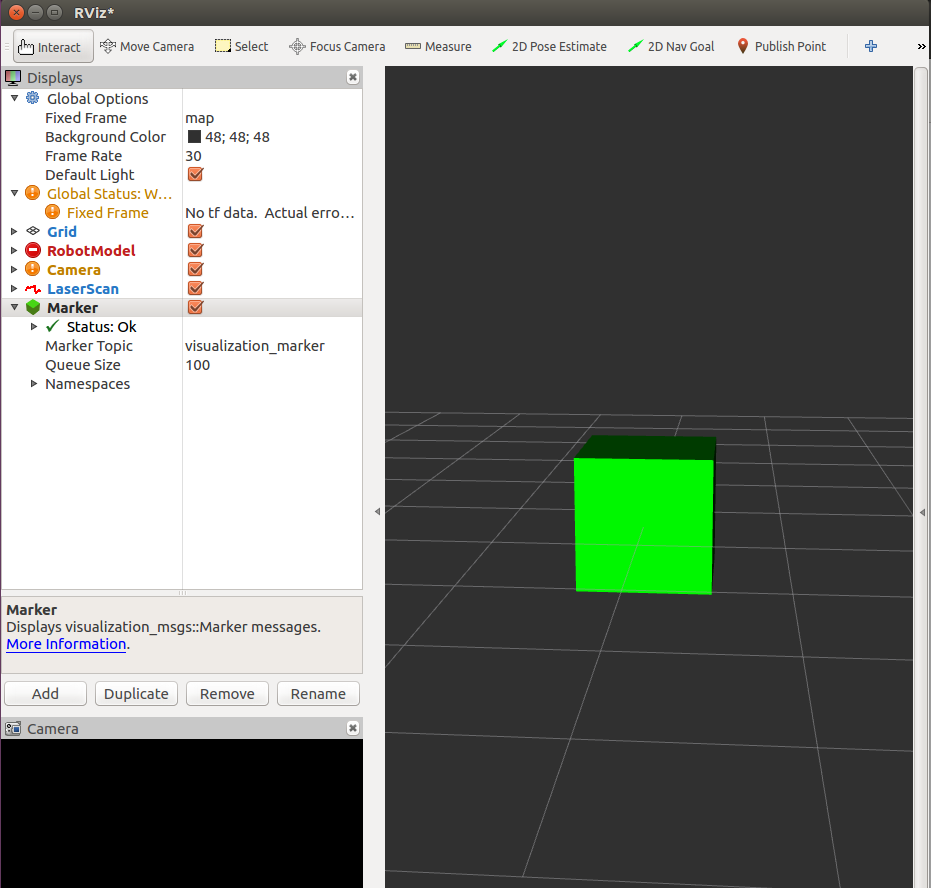 RViz*
Interact Move Camera Select Focus Camera Measure 2D Pose Estimate 2D Nav Goal Publish Point »
Displays
Global Options
Fixed Frame map
Background Color 48; 48; 48
Frame Rate 30
Default Light
Global Status: W...
Fixed Frame No tf data.  Actual erro...
Grid
RobotModel
Camera
LaserScan
Marker
Status: Ok
Marker Topic visualization_marker
Queue Size 100
Namespaces
Marker
Displays visualization_msgs::Marker messages.
More Information.
Add Duplicate Remove Rename
Camera